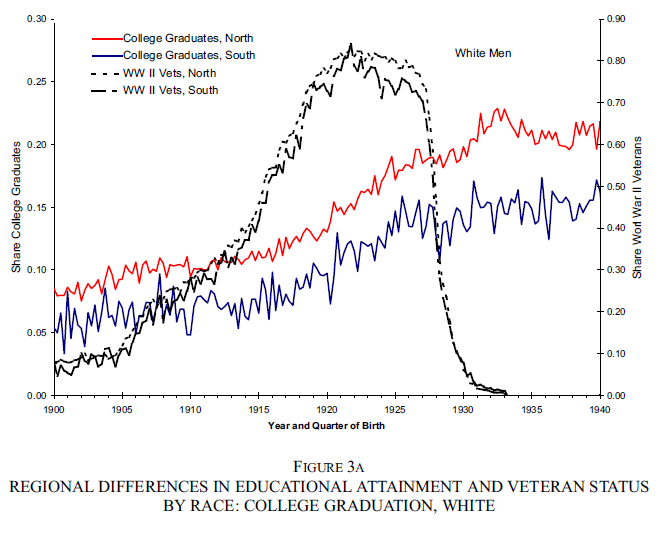 0.30
0.90
College Graduates, North
White Men
College Graduates, South
WW II Vets, North
WW II Vets, South
0.80
0.25
0.70
0.20
0.60
0.50
0.15
0.40
0.10
0.30
0.20
0.05
0.10
0.00
0.00
Share College Graduates
Share Worf War II Veterans
1900 1905 1910 1915 1920 1925 1930 1935 1940
Year and Quarter of Birth
FIGURE 3A
REGIONAL DIFFERENCES IN EDUCATIONAL ATTAINMENT AND VETERAN STATUS
BY RACE: COLLEGE GRADUATION, WHITE